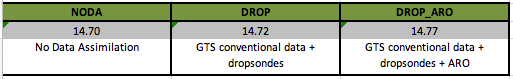 NODA DROP DROP_ARO
14.70 14.72 14.77
No Data Assimilation GTS conventional data + GTS conventional data +
dropsondes dropsondes + ARO